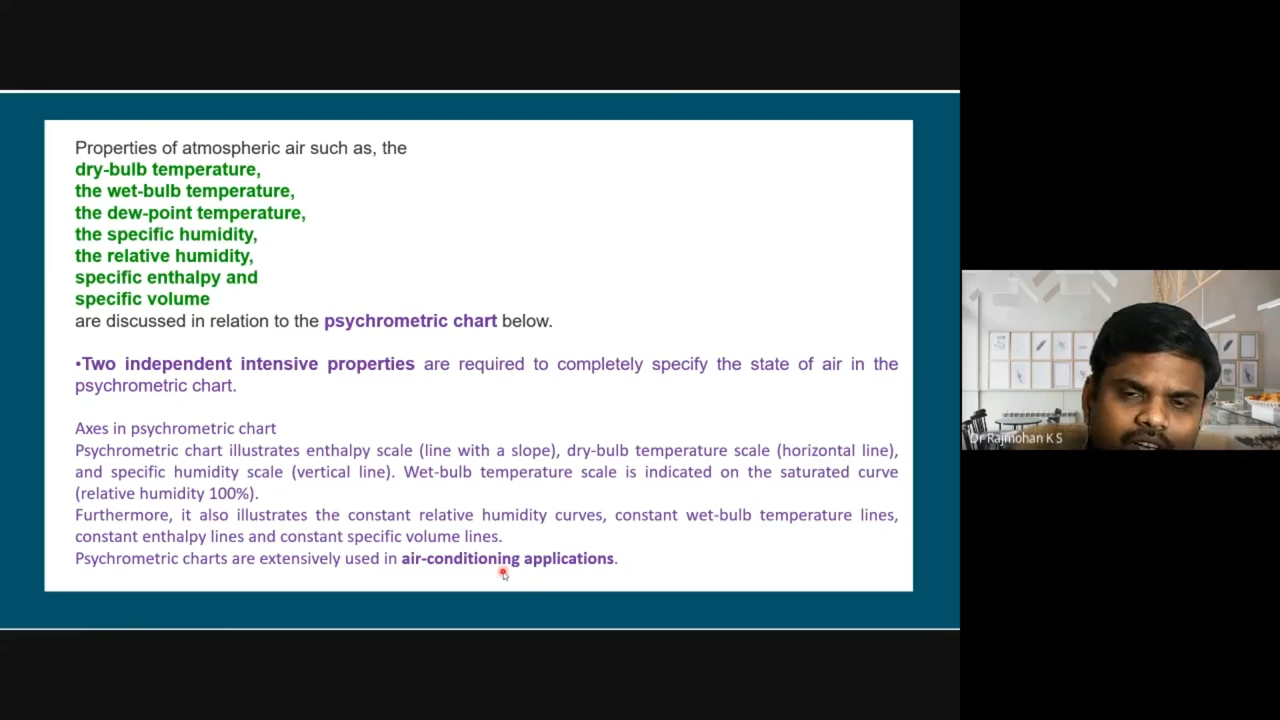 Properties of atmospheric air such as, the
dry-bulb temperature,
the wet-bulb temperature,
the dew-point temperature,
the specific humidity,
the relative humidity,
specific enthalpy and
specific volume
are discussed in relation to the psychrometric chart below.
•Two independent intensive properties are required to completely specify the state of air in the
psychrometric chart.
Axes in psychrometric chart
Psychrometric chart illustrates enthalpy scale (line with a slope), dry-bulb temperature scale (horizontal line),
and specific humidity scale (vertical line). Wet-bulb temperature scale is indicated on the saturated curve
(relative humidity 100%).
Furthermore, it also illustrates the constant relative humidity curves, constant wet-bulb temperature lines,
constant enthalpy lines and constant specific volume lines.
Psychrometric charts are extensively used in air-conditioning applications.
Dr Rajmohan K S